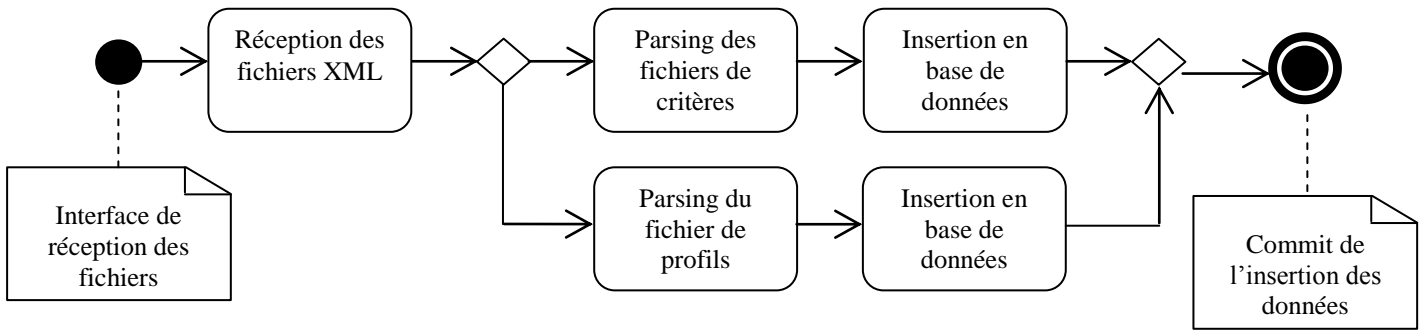 Réception des
fichiers XML
Parsing des
fichiers de
critères
Insertion en
base de
données
Interface de
réception des
fichiers
Parsing du
fichier de
profils
Insertion en
base de
données
Commit de
l’insertion des
données